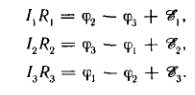 I₁R₁ = φ₂ − φ₃ + ℰ₁,
I₂R₂ = φ₃ − φ₁ + ℰ₂,
I₃R₃ = φ₁ − φ₂ + ℰ₃.